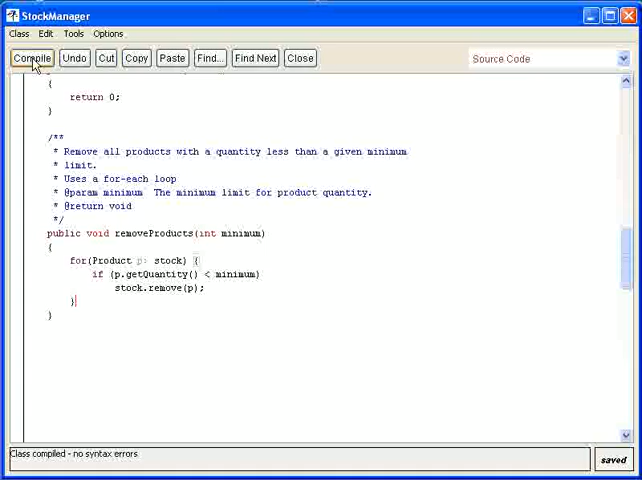 StockManager
Class Edit Tools Options
Compile Undo Cut Copy Paste Find... Find Next Close Source Code
{
return 0;
}
/**
* Remove all products with a quantity less than a given minimum
* limit.
* Uses a for-each loop
* @param minimum  The minimum limit for product quantity.
* @return void
*/
public void removeProducts(int minimum)
{
for(Product p: stock) {
if (p.getQuantity() < minimum)
stock.remove(p);
}
}
Class compiled - no syntax errors
saved